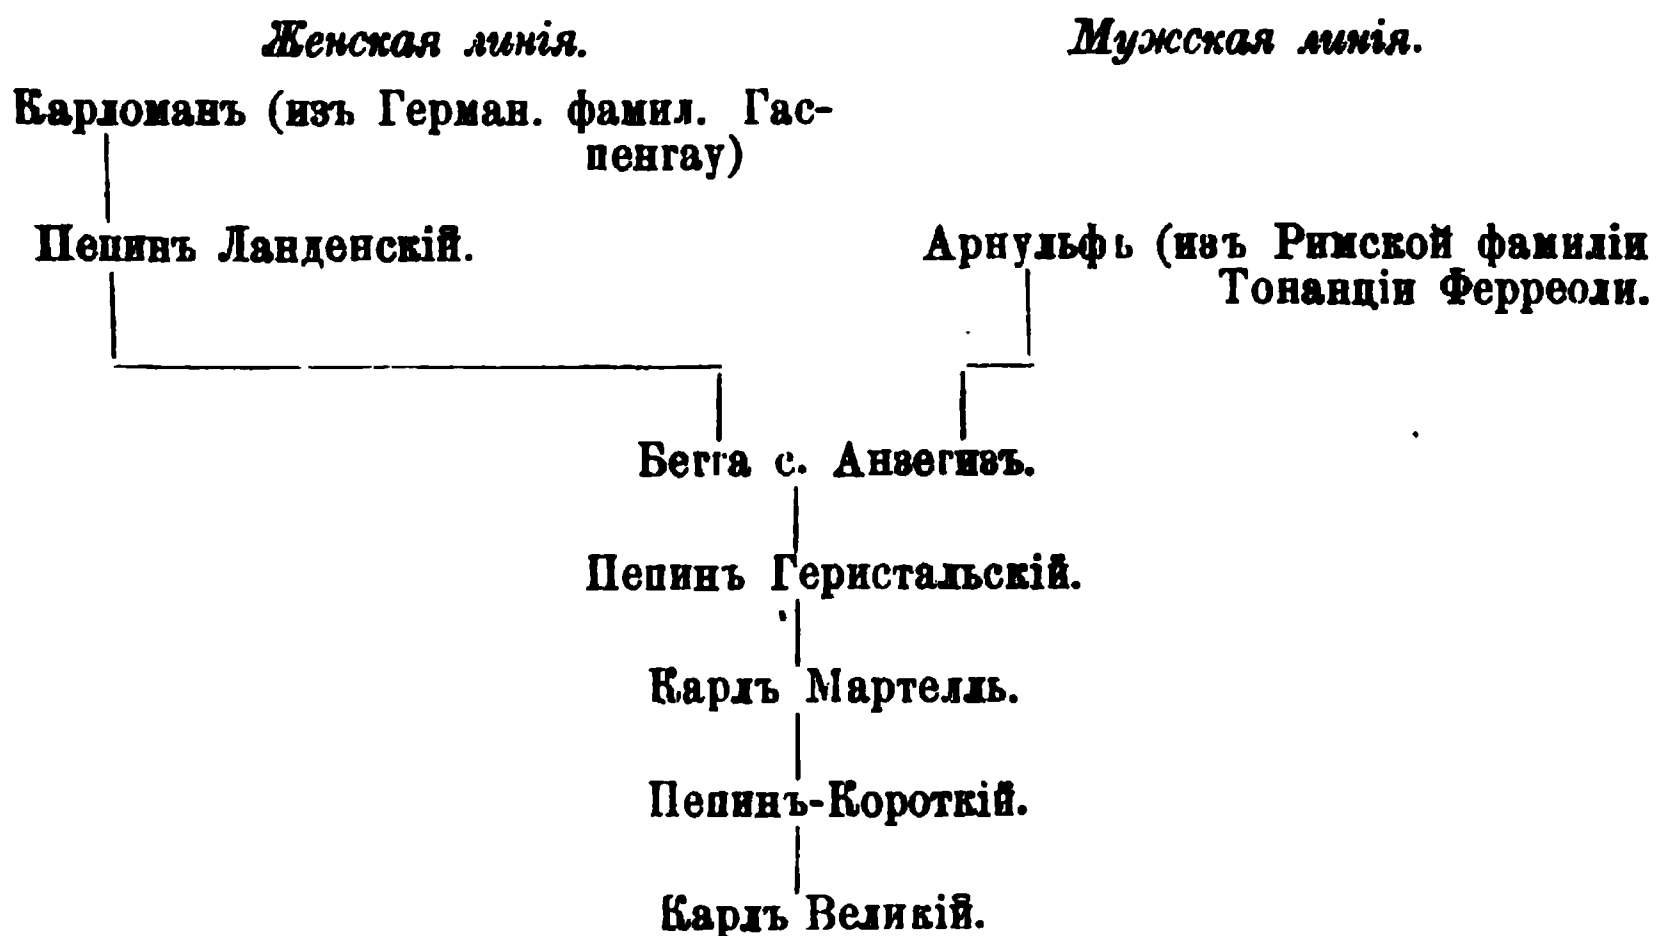 Женская линія.
Мужская линія.
Карломанъ (изъ Герман. фамил. Гас-
пенгау)
Пепинъ Ланденскій.
Арнульфъ (изъ Римской фамиліи
Тонанціи Ферреоли.
Бегга с. Анзегизъ.
Пепинъ Геристальскій.
Карлъ Мартеллъ.
Пепинъ-Короткій.
Карлъ Великій.